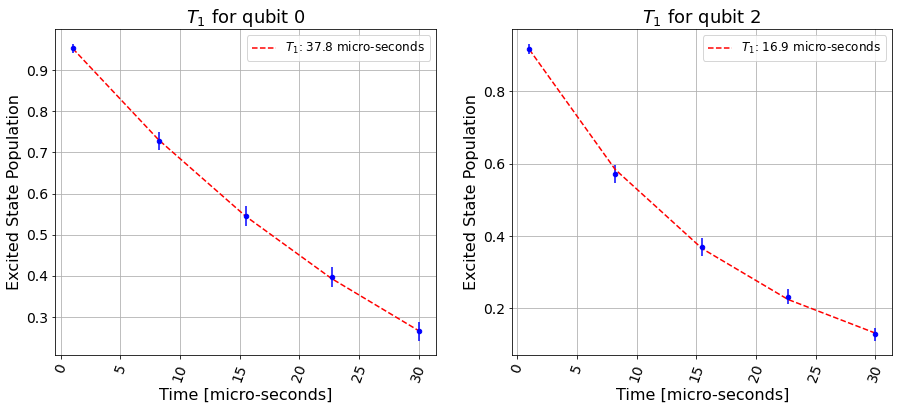 T₁ for qubit 0
T₁: 37.8 micro-seconds
Excited State Population
0.9
0.8
0.7
0.6
0.5
0.4
0.3
0 5 10 15 20 25 30
Time [micro-seconds]
T₁ for qubit 2
T₁: 16.9 micro-seconds
Excited State Population
0.8
0.6
0.4
0.2
0 5 10 15 20 25 30
Time [micro-seconds]